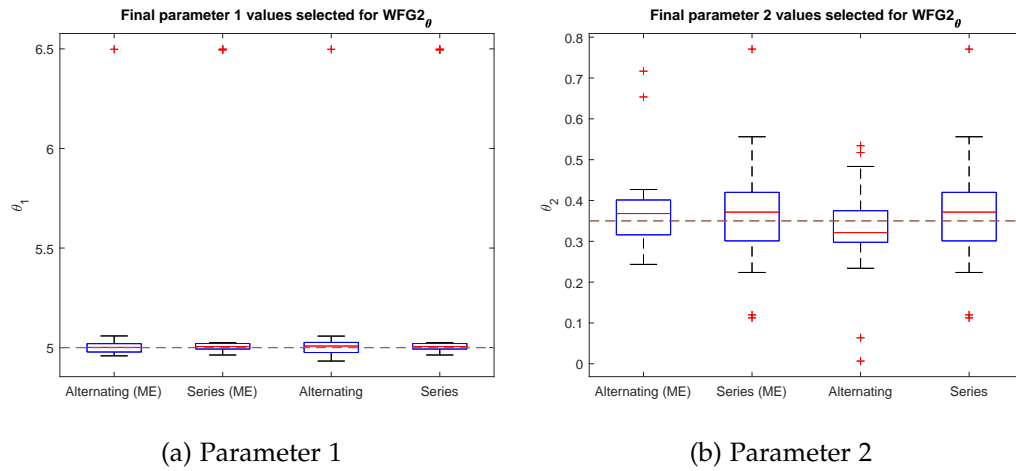 Final parameter 1 values selected for WFG2θ
6.5
6
5.5
5
θ1
Alternating (ME) Series (ME) Alternating Series
(a) Parameter 1
Final parameter 2 values selected for WFG2θ
0.8
0.7
0.6
0.5
0.4
0.3
0.2
0.1
0
θ2
Alternating (ME) Series (ME) Alternating Series
(b) Parameter 2